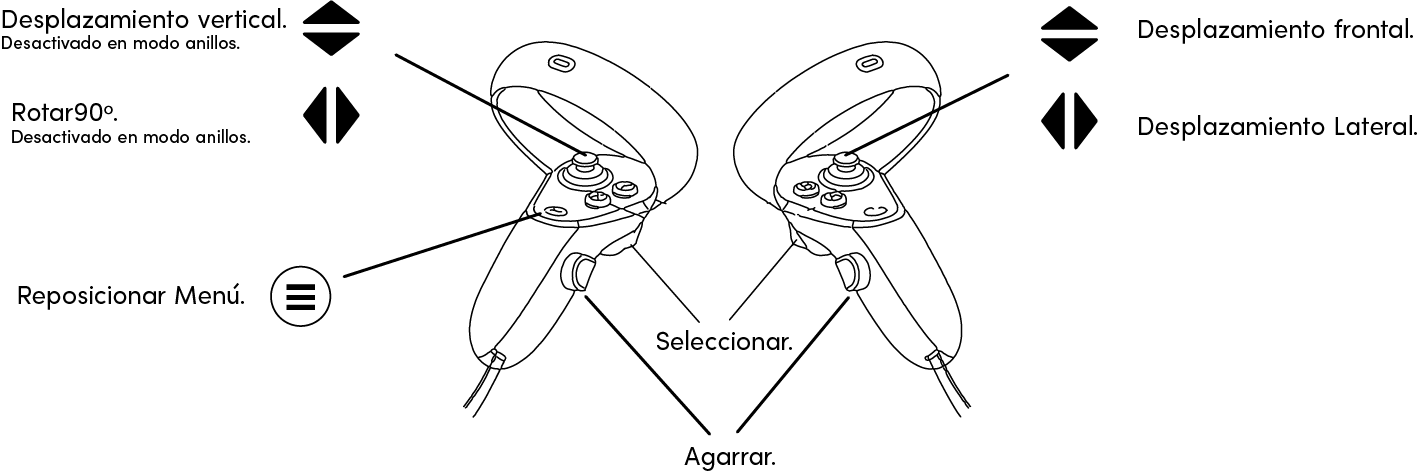 Desplazamiento vertical.
Desactivado en modo anillos.
Rotar90º.
Desactivado en modo anillos.
Reposicionar Menú.
Desplazamiento frontal.
Desplazamiento Lateral.
Seleccionar.
Agarrar.